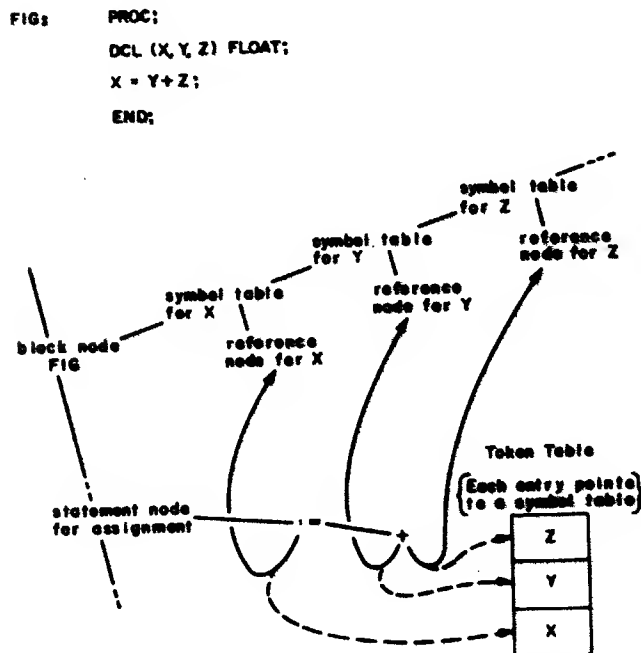 FIG: PROC;
DCL (X, Y, Z) FLOAT;
X = Y + Z;
END;
symbol table
for Z
reference
node for Z
symbol table
for Y
reference
node for Y
symbol table
for X
reference
node for X
block node
FIG
Token Table
{Each entry points
to a symbol table}
statement node
for assignment
=
+
Z
Y
X